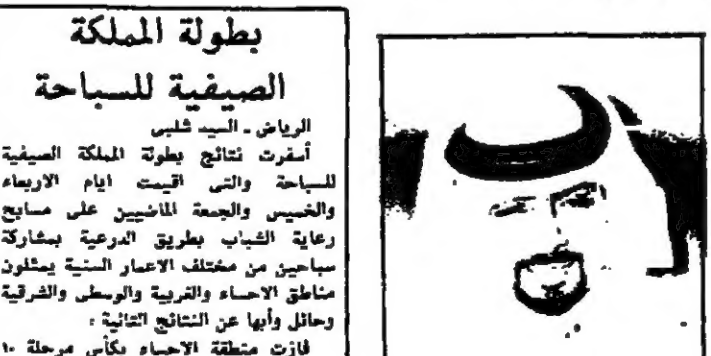 بطولة المملكة
الصيفية للسباحة
الرياض - السيد شلبى
أسفرت نتائج بطولة المملكة الصيفية
للسباحة والتى اقيمت ايام الاربعاء
والخميس والجمعة الماضيين على مسابح
رعاية الشباب بطريق الدرعية بمشاركة
سباحين من مختلف الاعمار السنية يمثلون
مناطق الاحساء والغربية والوسطى والشرقية
وحائل وأبها عن النتائج التالية :
فازت منطقة الاحساء بكأس مرحلة ١٠